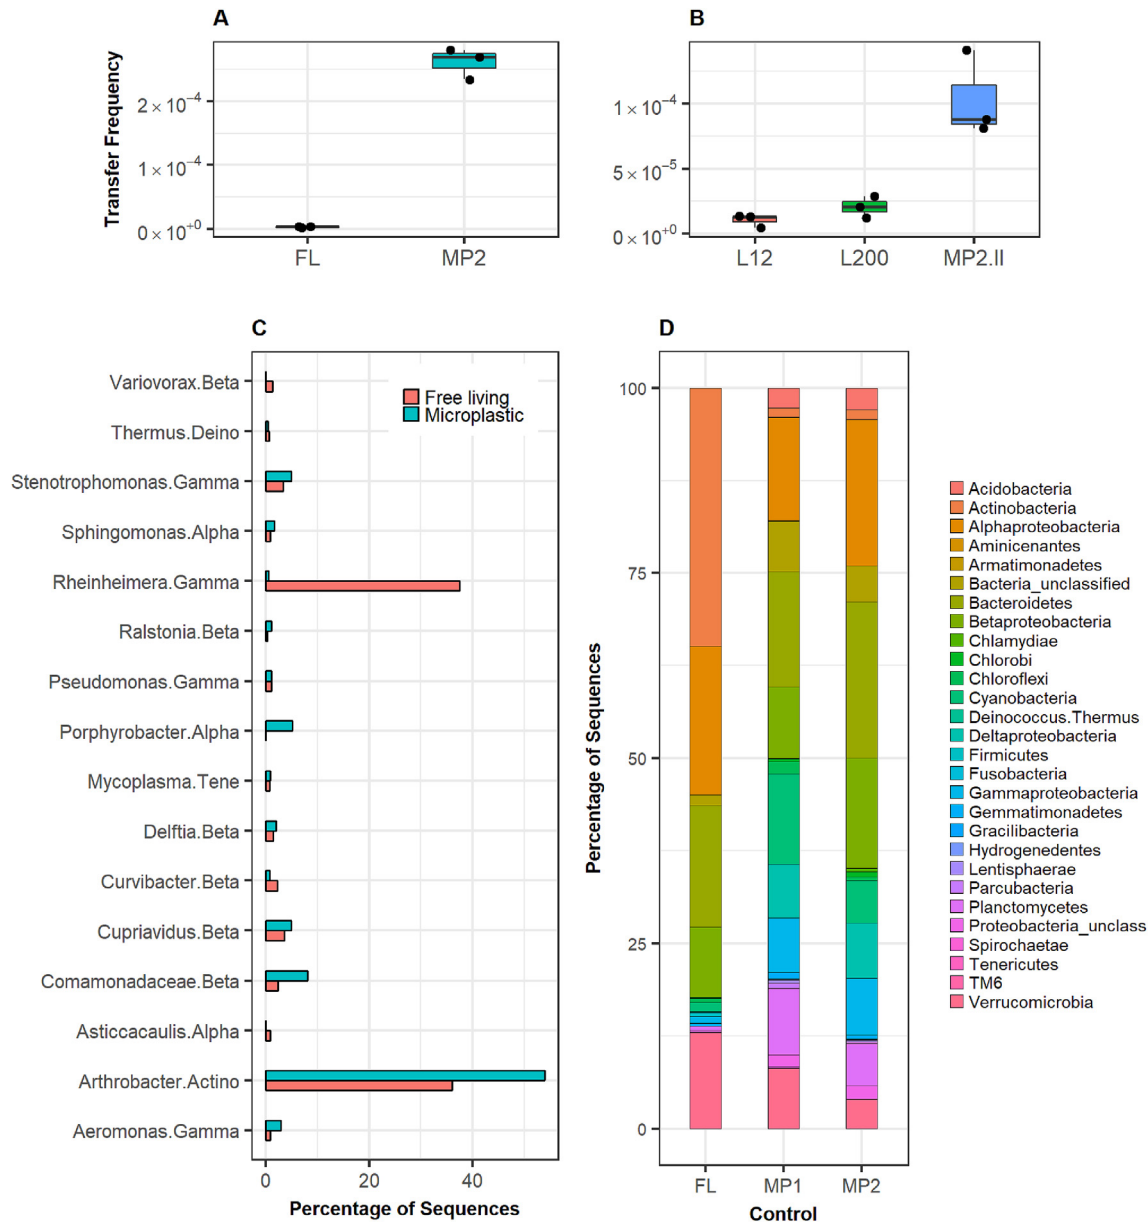 A
Transfer Frequency
2 × 10⁻⁴
1 × 10⁻⁴
0 × 10⁺⁰
FL
MP2
B
1 × 10⁻⁴
5 × 10⁻⁵
0 × 10⁺⁰
L12
L200
MP2.II
C
Variovorax.Beta
Thermus.Deino
Stenotrophomonas.Gamma
Sphingomonas.Alpha
Rheinheimera.Gamma
Ralstonia.Beta
Pseudomonas.Gamma
Porphyrobacter.Alpha
Mycoplasma.Tene
Delftia.Beta
Curvibacter.Beta
Cupriavidus.Beta
Comamonadaceae.Beta
Asticcacaulis.Alpha
Arthrobacter.Actino
Aeromonas.Gamma
Free living
Microplastic
0
20
40
Percentage of Sequences
D
Percentage of Sequences
100
75
50
25
0
FL
MP1
MP2
Control
Acidobacteria
Actinobacteria
Alphaproteobacteria
Aminicenantes
Armatimonadetes
Bacteria_unclassified
Bacteroidetes
Betaproteobacteria
Chlamydiae
Chlorobi
Chloroflexi
Cyanobacteria
Deinococcus.Thermus
Deltaproteobacteria
Firmicutes
Fusobacteria
Gammaproteobacteria
Gemmatimonadetes
Gracilibacteria
Hydrogenedentes
Lentisphaerae
Parcubacteria
Planctomycetes
Proteobacteria_unclass
Spirochaetae
Tenericutes
TM6
Verrucomicrobia